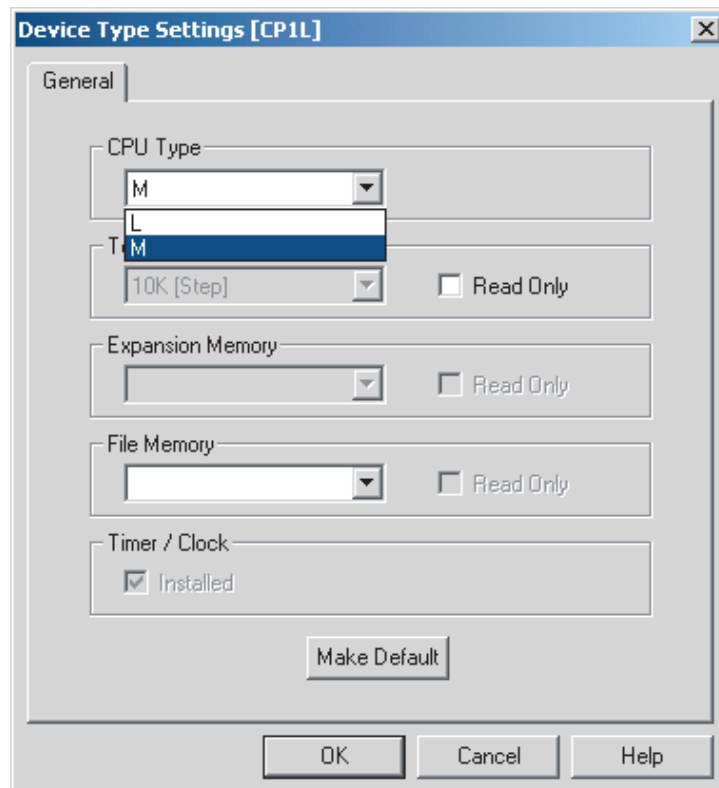 Device Type Settings [CP1L]
General
CPU Type
M
L
M
10K [Step]
Read Only
Expansion Memory
Read Only
File Memory
Read Only
Timer / Clock
Installed
Make Default
OK
Cancel
Help